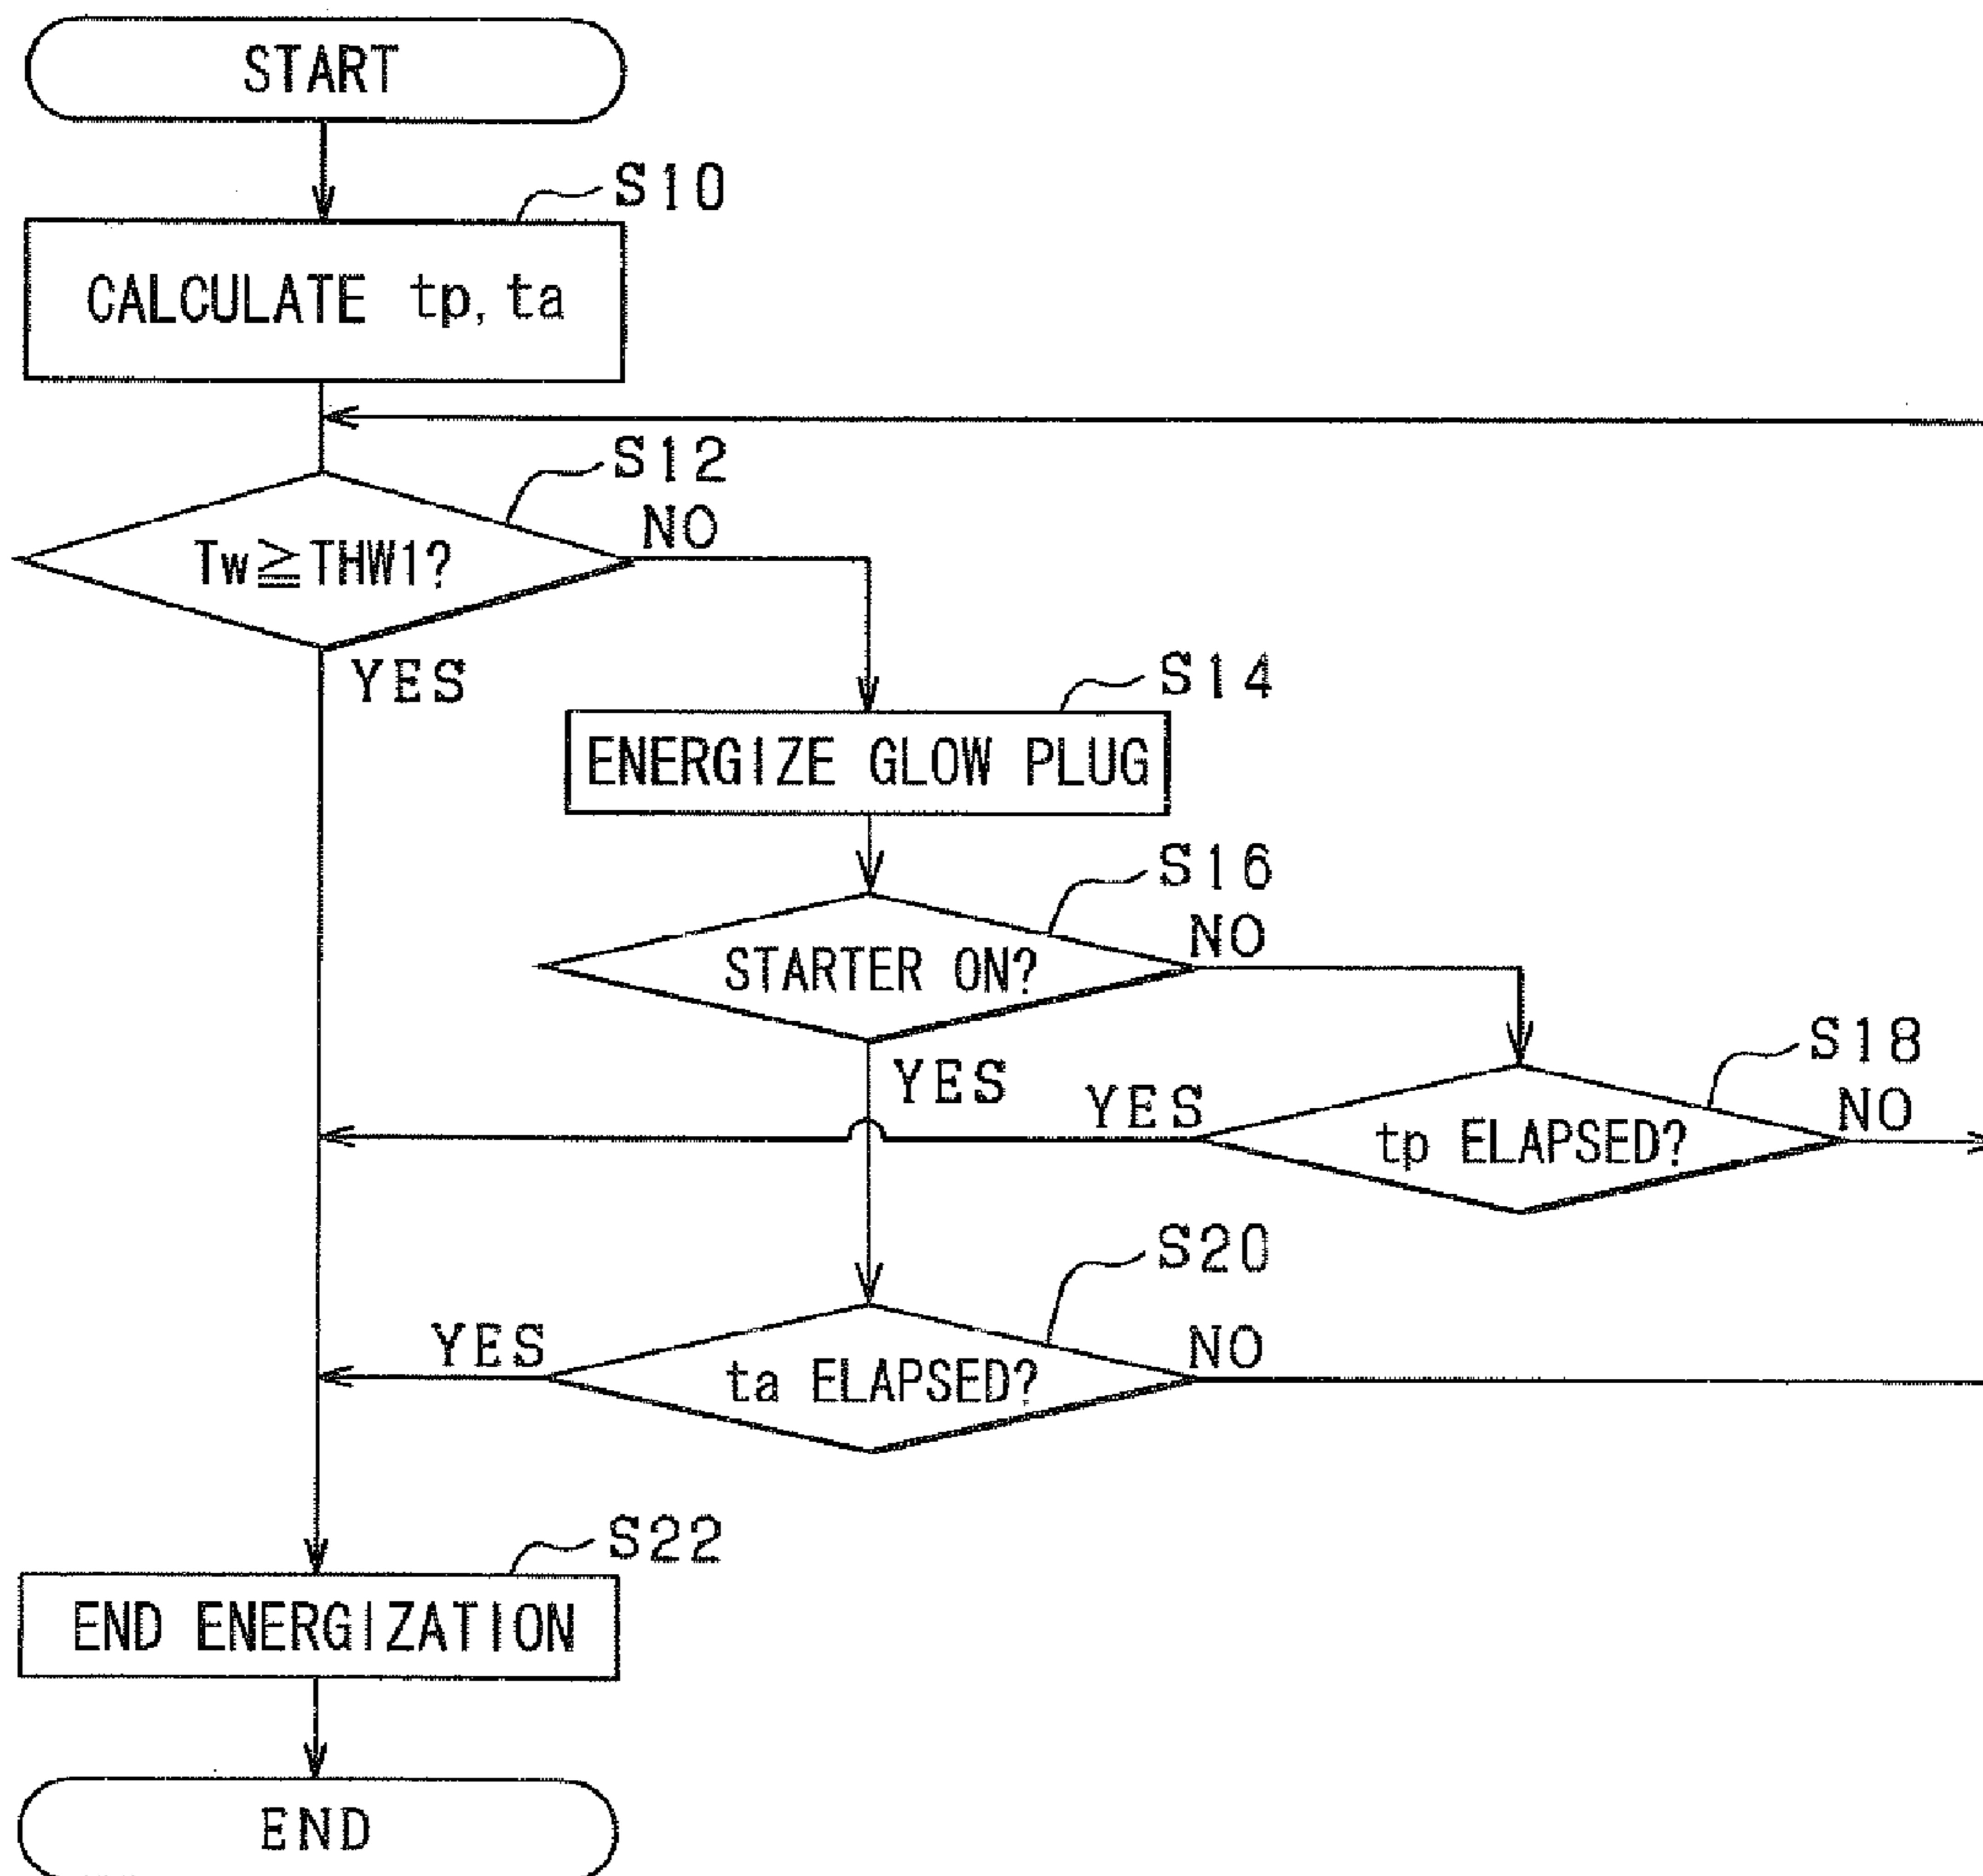 START
S10
CALCULATE tp, ta
S12
Tw≧THW1?
NO
YES
S14
ENERGIZE GLOW PLUG
S16
STARTER ON?
NO
YES
S18
tp ELAPSED?
YES
NO
S20
ta ELAPSED?
YES
NO
S22
END ENERGIZATION
END